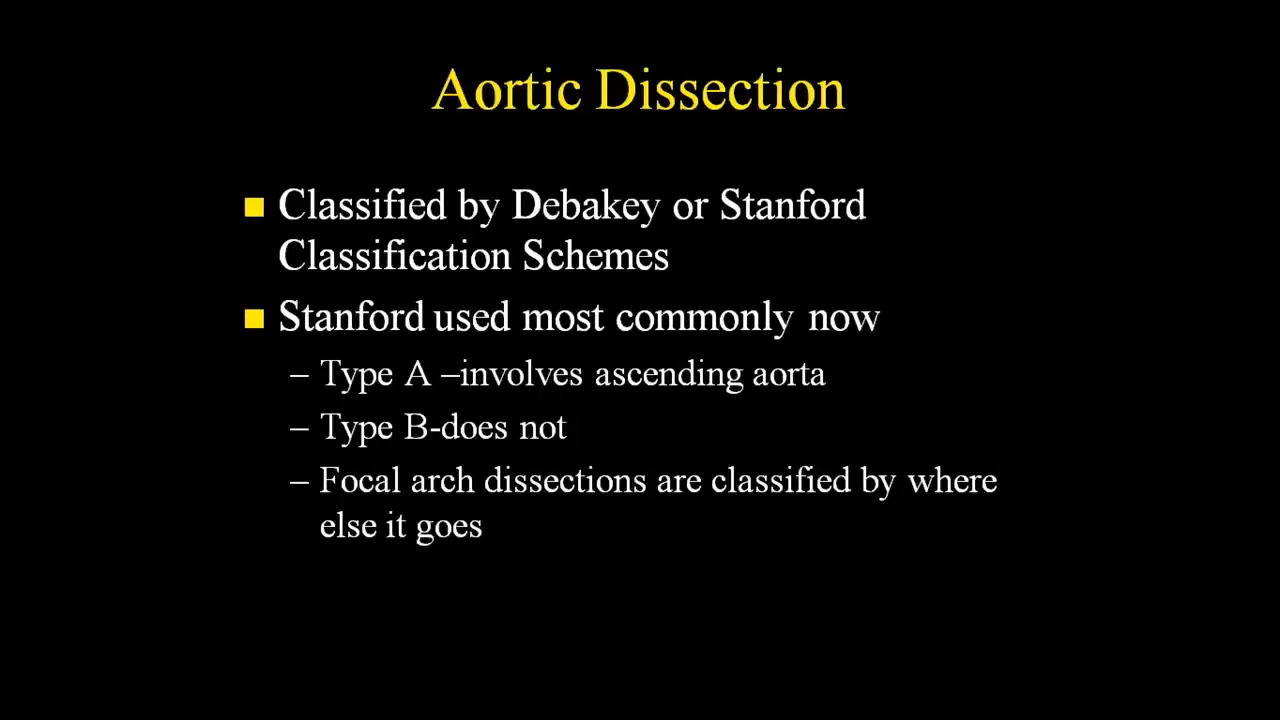 Aortic Dissection
■ Classified by Debakey or Stanford
Classification Schemes
■ Stanford used most commonly now
– Type A –involves ascending aorta
– Type B-does not
– Focal arch dissections are classified by where
else it goes